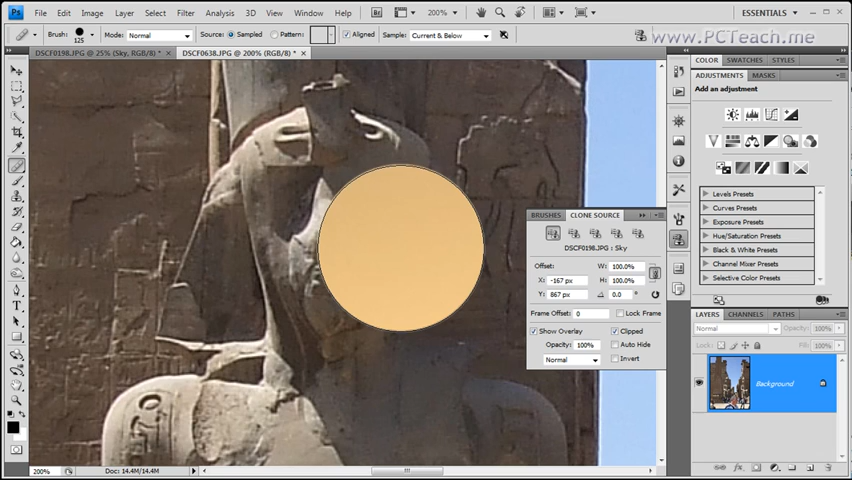 Ps File Edit Image Layer Select Filter Analysis 3D View Window Help 200% ESSENTIALS
Brush: 125 Mode: Normal Source: Sampled Pattern: Aligned Sample: Current & Below
www.PCTeach.me
DSCF0198.JPG @ 25% (Sky, RGB/8) * DSCF0638.JPG @ 200% (RGB/8) *
COLOR SWATCHES STYLES
ADJUSTMENTS MASKS
Add an adjustment
Levels Presets
Curves Presets
Exposure Presets
Hue/Saturation Presets
Black & White Presets
Channel Mixer Presets
Selective Color Presets
BRUSHES CLONE SOURCE
DSCF0198.JPG : Sky
Offset: W: 100.0%
X: -167 px H: 100.0%
Y: 867 px 0.0 °
Frame Offset: 0 Lock Frame
Show Overlay Clipped
Opacity: 100% Auto Hide
Normal Invert
LAYERS CHANNELS PATHS
Normal Opacity: 100%
Lock: Fill: 100%
Background
200% Doc: 14.4M/14.4M